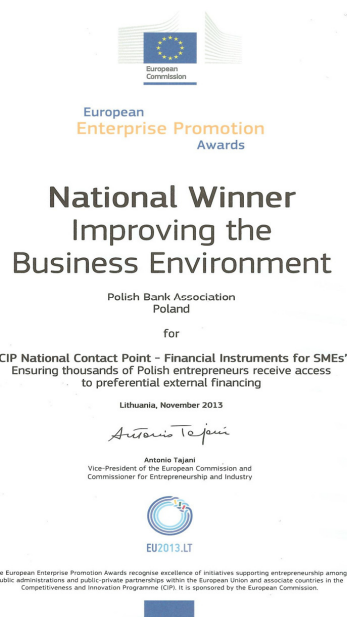 European
Commission
European
Enterprise Promotion
Awards
National Winner
Improving the
Business Environment
Polish Bank Association
Poland
for
CIP National Contact Point – Financial Instruments for SMEs'
Ensuring thousands of Polish entrepreneurs receive access
to preferential external financing
Lithuania, November 2013
Antonio Tajani
Antonio Tajani
Vice-President of the European Commission and
Commissioner for Entrepreneurship and Industry
EU2013.LT
e European Enterprise Promotion Awards recognise excellence of initiatives supporting entrepreneurship among
ublic administrations and public-private partnerships within the European Union and associate countries in the
Competitiveness and Innovation Programme (CIP). It is sponsored by the European Commission.